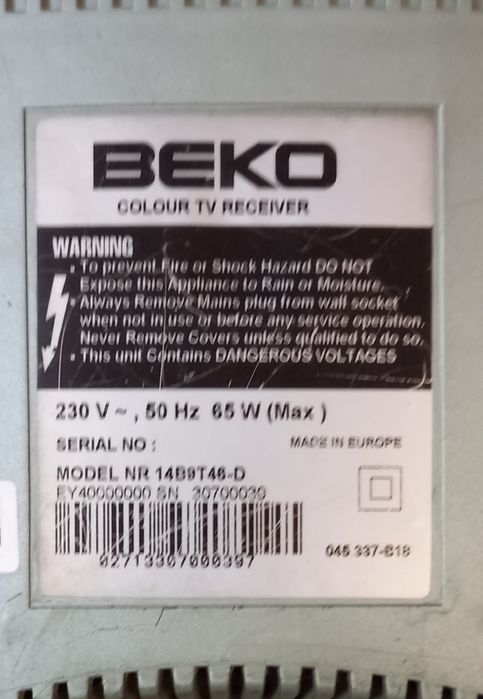 BEKO
COLOUR TV RECEIVER
WARNING
• To prevent Fire or Shock Hazard DO NOT
Expose this Appliance to Rain or Moisture.
• Always Remove Mains plug from wall socket
when not in use or before any service operation.
Never Remove Covers unless qualified to do so.
• This unit Contains DANGEROUS VOLTAGES
230 V ~ , 50 Hz 65 W (Max )
SERIAL NO :
MADE IN EUROPE
MODEL NR 14B9T46-D
EY40000000 SN 30700039
02713307000397
045 337-B18